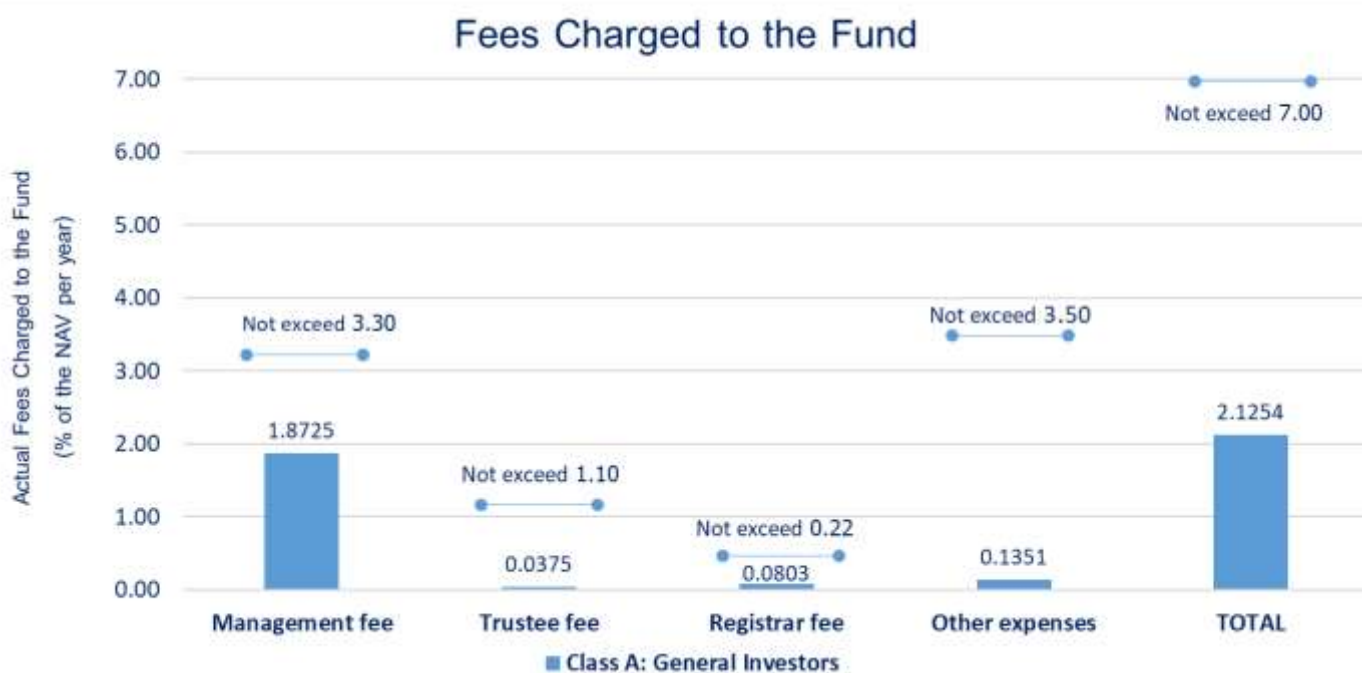 Fees Charged to the Fund
Actual Fees Charged to the Fund
(% of the NAV per year)
7.00
6.00
5.00
4.00
3.00
2.00
1.00
0.00
Not exceed 7.00
Not exceed 3.30
Not exceed 3.50
1.8725
2.1254
Not exceed 1.10
Not exceed 0.22
0.0375
0.0803
0.1351
Management fee
Trustee fee
Registrar fee
Other expenses
TOTAL
Class A: General Investors